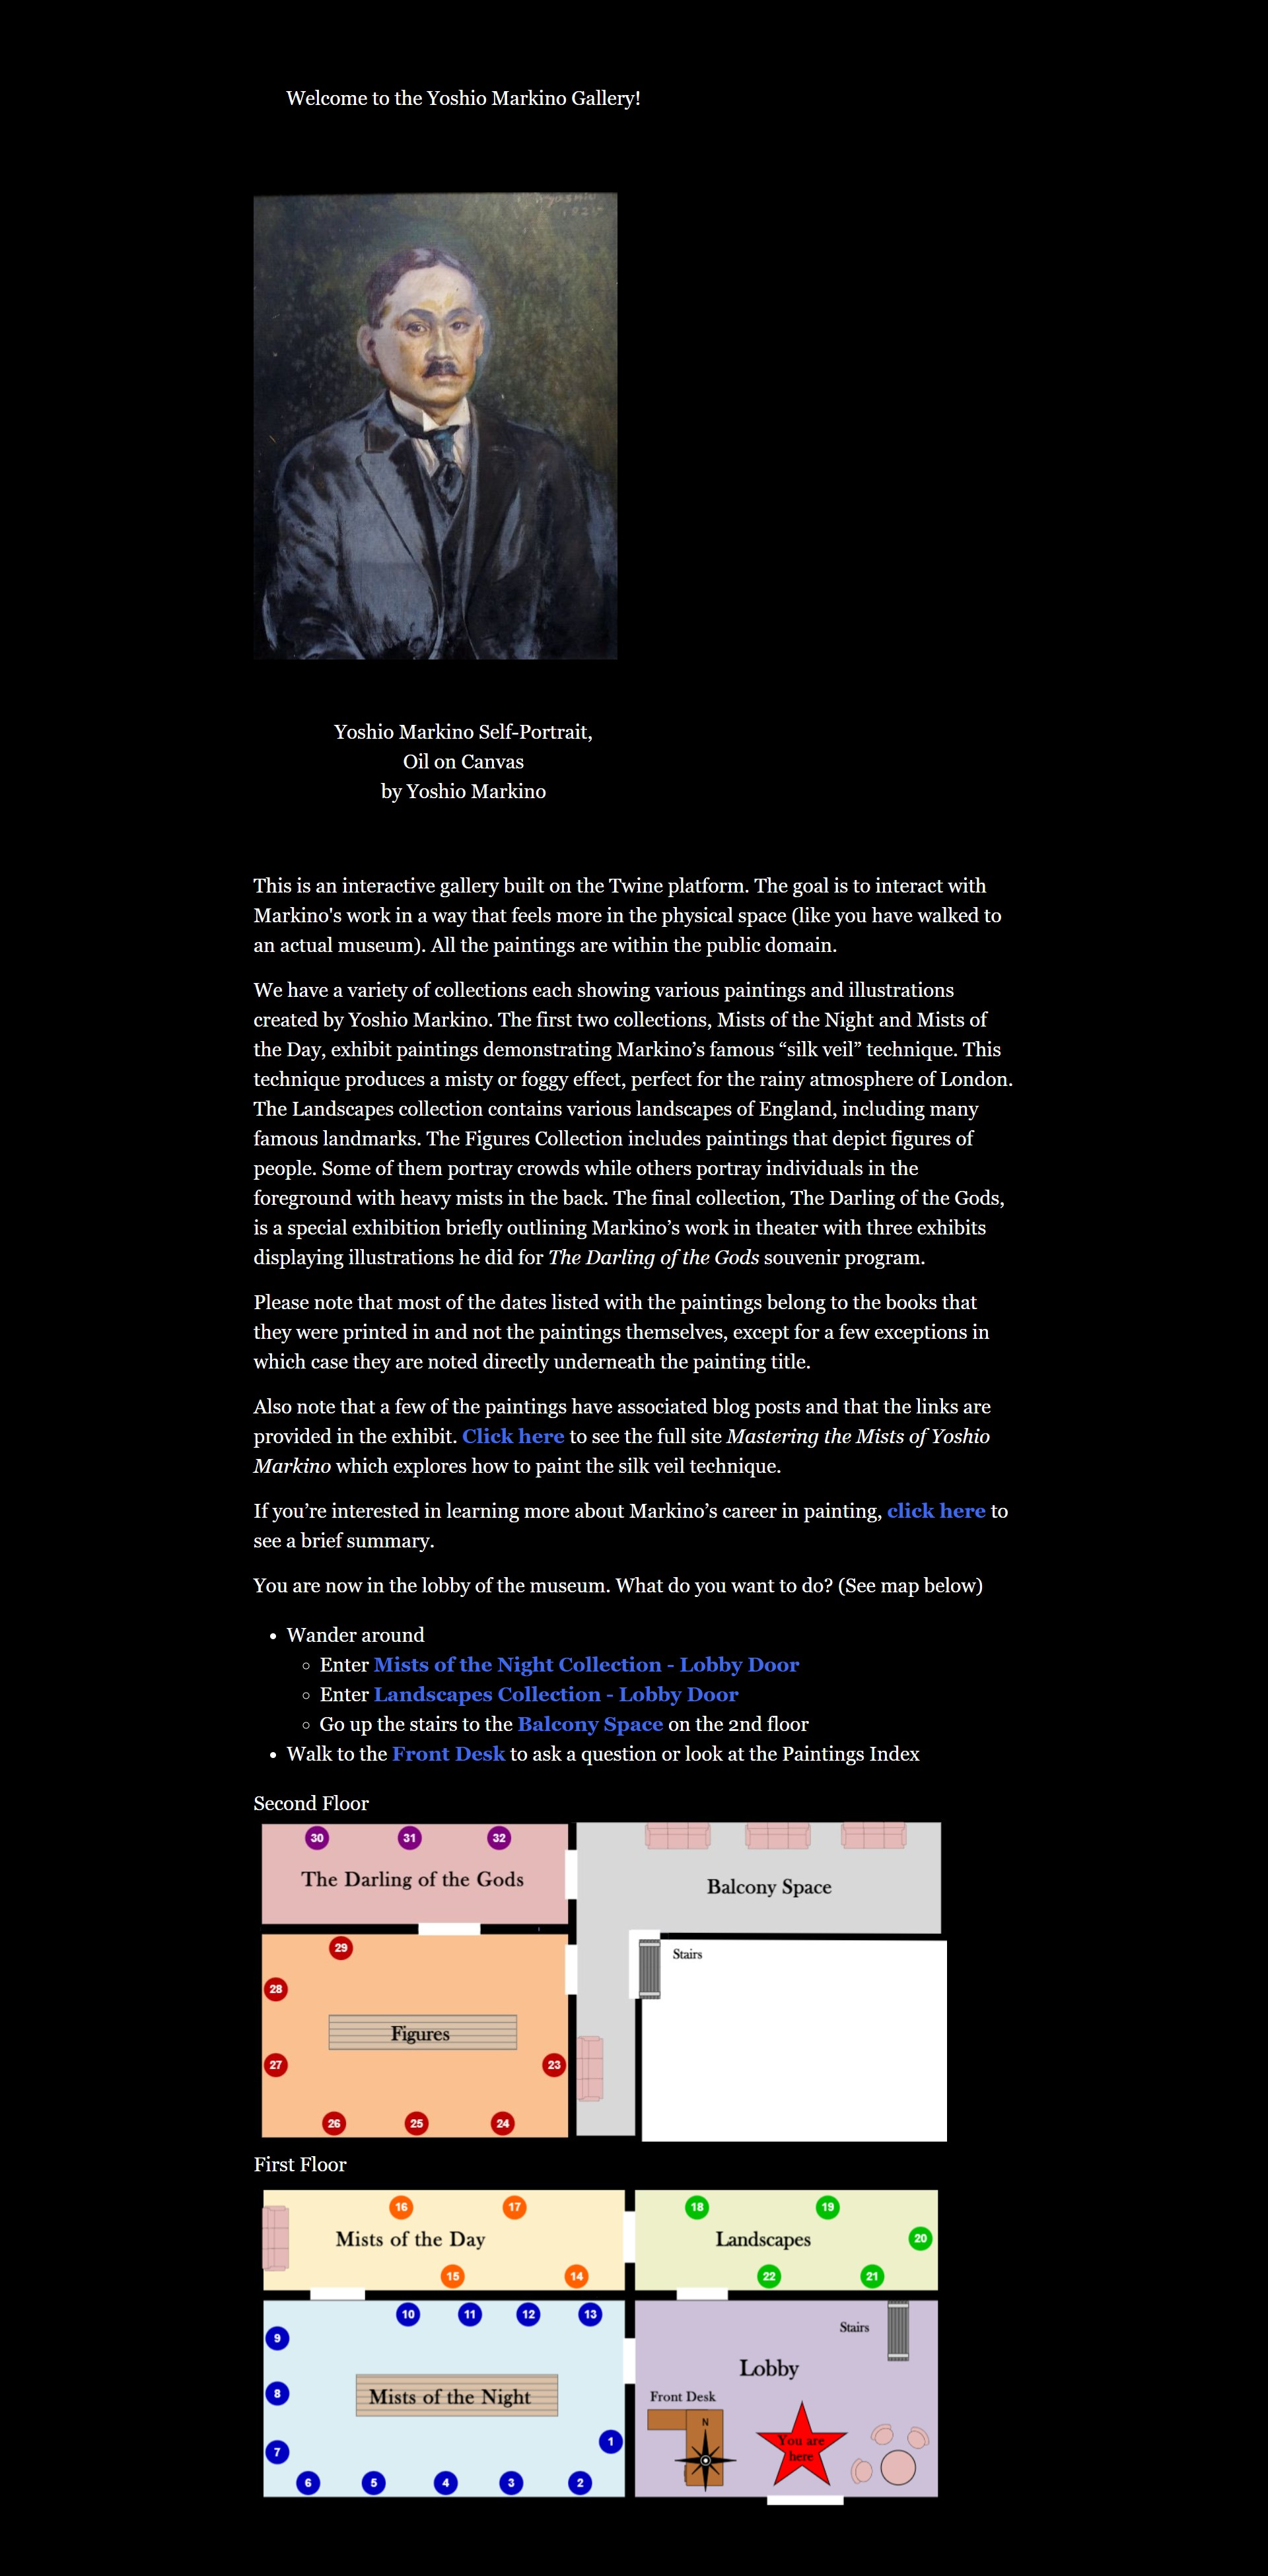 Welcome to the Yoshio Markino Gallery!
Yoshio Markino Self-Portrait,
Oil on Canvas
by Yoshio Markino
This is an interactive gallery built on the Twine platform. The goal is to interact with
Markino's work in a way that feels more in the physical space (like you have walked to
an actual museum). All the paintings are within the public domain.
We have a variety of collections each showing various paintings and illustrations
created by Yoshio Markino. The first two collections, Mists of the Night and Mists of
the Day, exhibit paintings demonstrating Markino’s famous “silk veil” technique. This
technique produces a misty or foggy effect, perfect for the rainy atmosphere of London.
The Landscapes collection contains various landscapes of England, including many
famous landmarks. The Figures Collection includes paintings that depict figures of
people. Some of them portray crowds while others portray individuals in the
foreground with heavy mists in the back. The final collection, The Darling of the Gods,
is a special exhibition briefly outlining Markino’s work in theater with three exhibits
displaying illustrations he did for The Darling of the Gods souvenir program.
Please note that most of the dates listed with the paintings belong to the books that
they were printed in and not the paintings themselves, except for a few exceptions in
which case they are noted directly underneath the painting title.
Also note that a few of the paintings have associated blog posts and that the links are
provided in the exhibit. Click here to see the full site Mastering the Mists of Yoshio
Markino which explores how to paint the silk veil technique.
If you’re interested in learning more about Markino’s career in painting, click here to
see a brief summary.
You are now in the lobby of the museum. What do you want to do? (See map below)
• Wander around
◦ Enter Mists of the Night Collection - Lobby Door
◦ Enter Landscapes Collection - Lobby Door
◦ Go up the stairs to the Balcony Space on the 2nd floor
• Walk to the Front Desk to ask a question or look at the Paintings Index
Second Floor
30 31 32
The Darling of the Gods
Balcony Space
29
Stairs
28
Figures
27 23
26 25 24
First Floor
16 17
18 19
Mists of the Day
Landscapes
20
15 14
22 21
10 11 12 13
Stairs
9
Lobby
8
Mists of the Night
Front Desk
N
1
You are
here
7
6 5 4 3 2